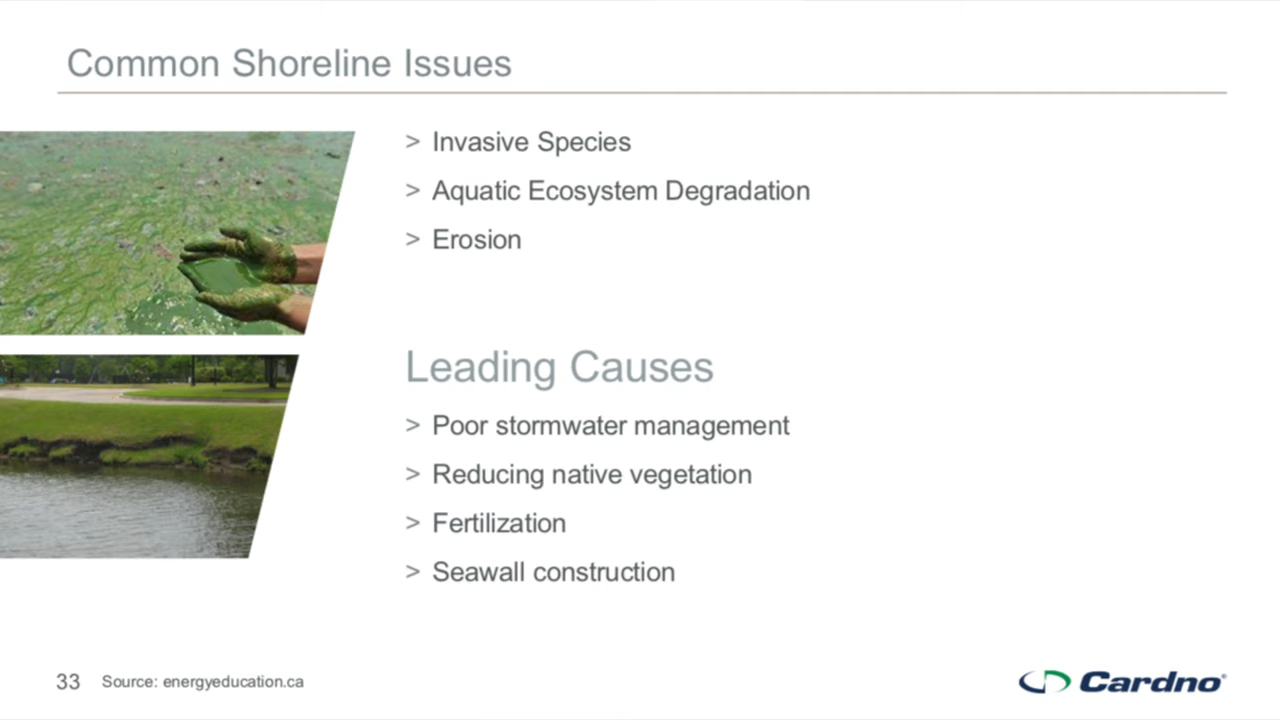 Common Shoreline Issues
> Invasive Species
> Aquatic Ecosystem Degradation
> Erosion
Leading Causes
> Poor stormwater management
> Reducing native vegetation
> Fertilization
> Seawall construction
33 Source: energyeducation.ca
Cardno®